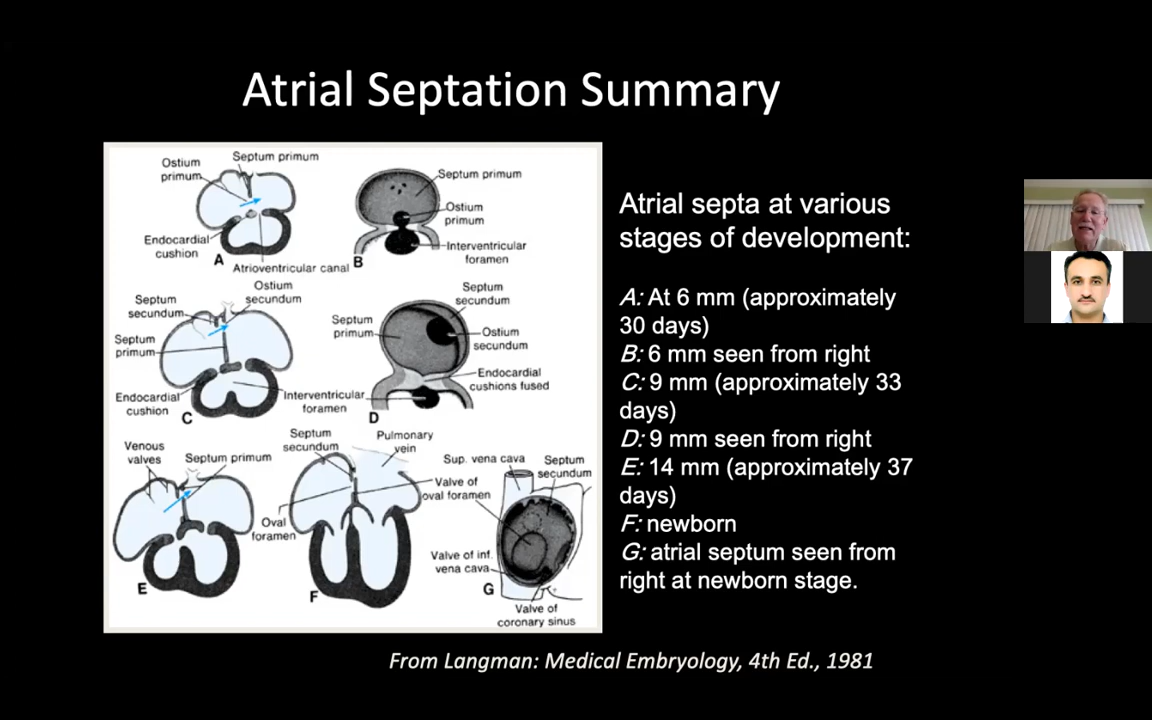 Atrial Septation Summary
Ostium
primum
Septum primum
Endocardial
cushion
A
Atrioventricular canal
Septum primum
Ostium
primum
Interventricular
foramen
B
Septum
secundum
Ostium
secundum
Septum
primum
Endocardial
cushion
C
Interventricular
foramen
Septum
primum
Septum
secundum
Ostium
secundum
Endocardial
cushions fused
D
Venous
valves
Septum primum
E
Septum
secundum
Pulmonary
vein
Oval
foramen
Valve of
oval foramen
F
Sup. vena cava
Septum
secundum
Valve of inf.
vena cava
G
Valve of
coronary sinus
Atrial septa at various
stages of development:
A: At 6 mm (approximately
30 days)
B: 6 mm seen from right
C: 9 mm (approximately 33
days)
D: 9 mm seen from right
E: 14 mm (approximately 37
days)
F: newborn
G: atrial septum seen from
right at newborn stage.
From Langman: Medical Embryology, 4th Ed., 1981